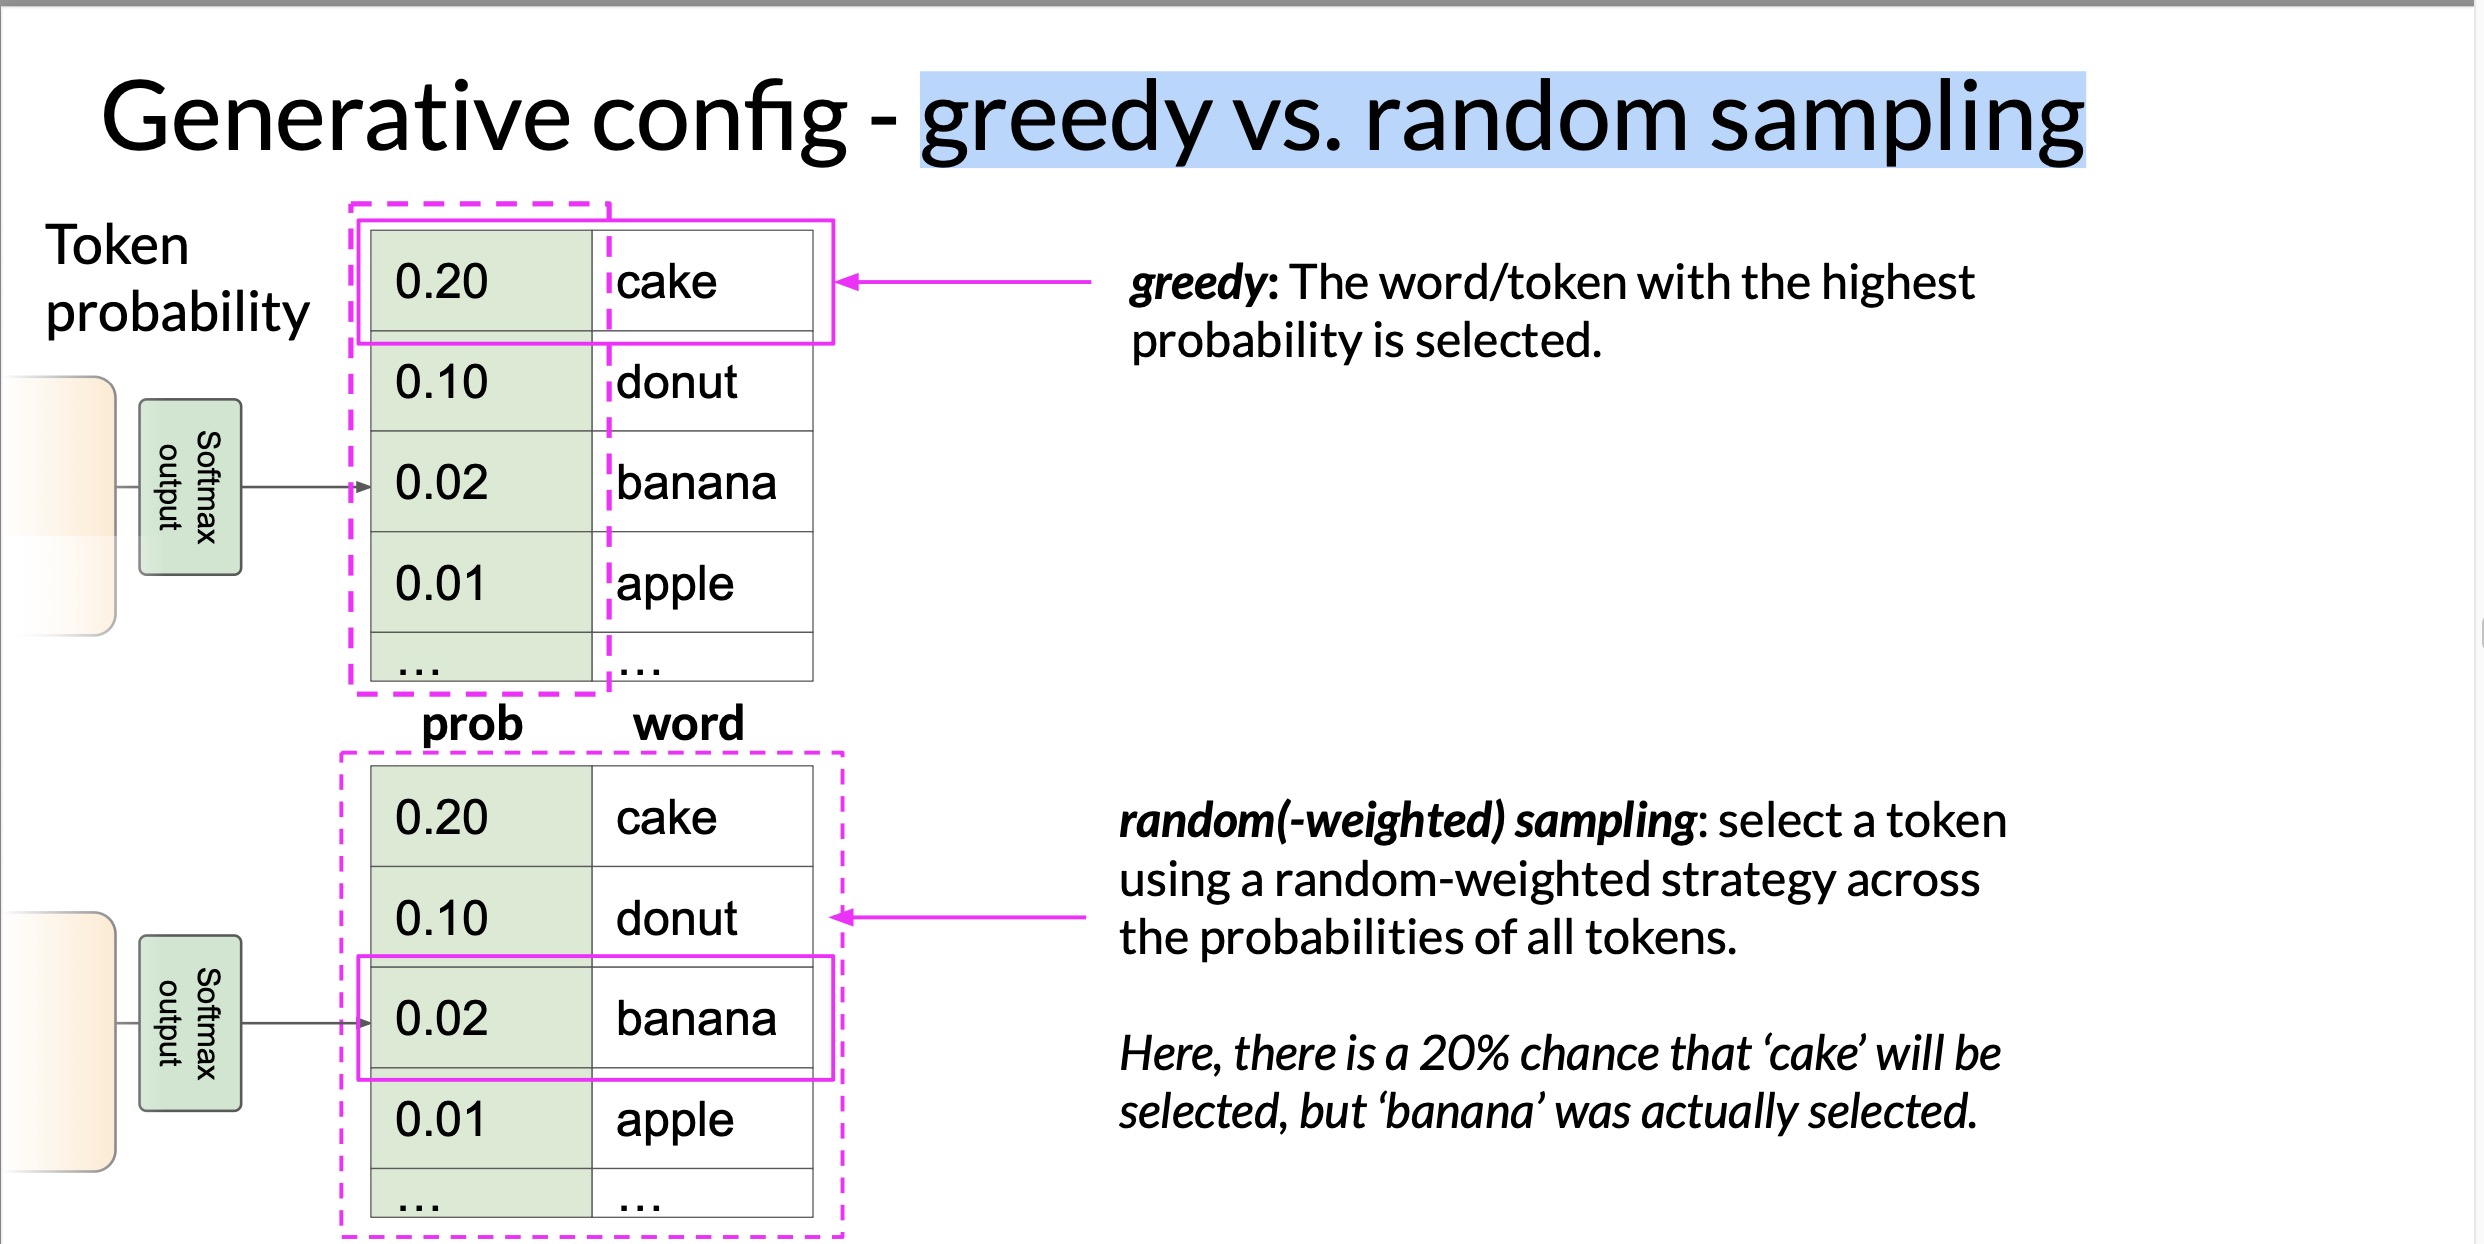 Generative config - greedy vs. random sampling
Token
probability
Softmax
output
0.20 cake
0.10 donut
0.02 banana
0.01 apple
... ...
prob word
greedy: The word/token with the highest
probability is selected.
Softmax
output
0.20 cake
0.10 donut
0.02 banana
0.01 apple
... ...
random(-weighted) sampling: select a token
using a random-weighted strategy across
the probabilities of all tokens.
Here, there is a 20% chance that ‘cake’ will be
selected, but ‘banana’ was actually selected.